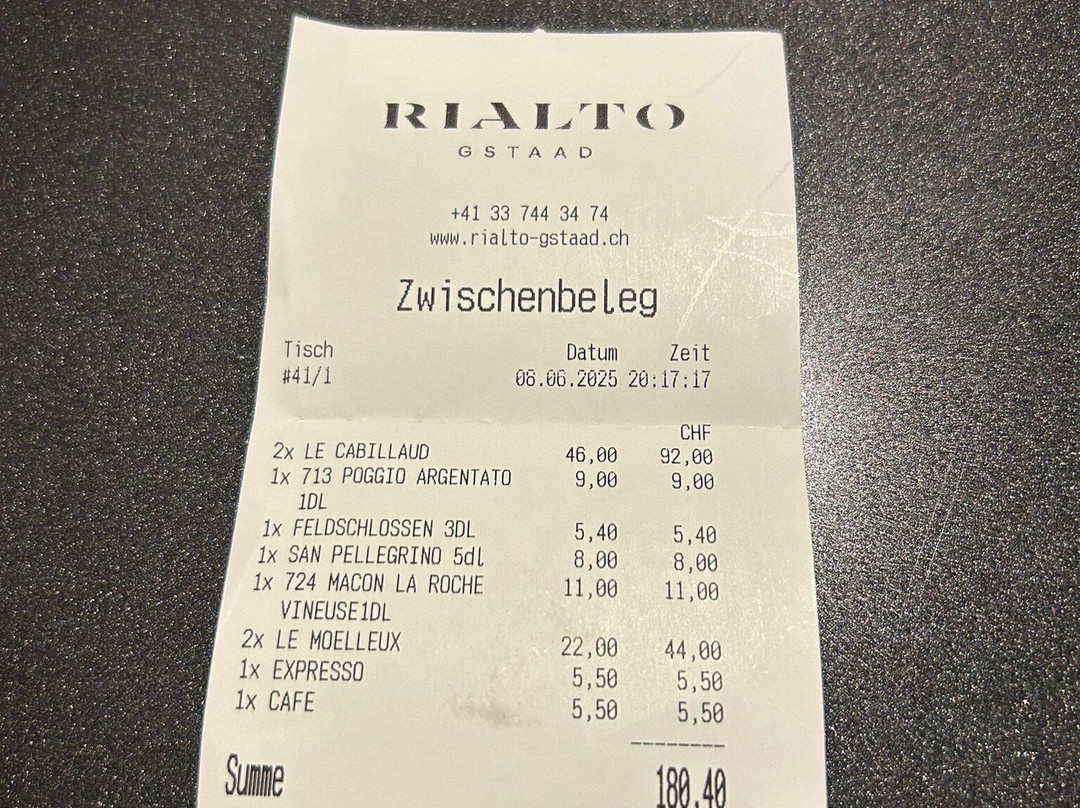 RIALTO
GSTAAD
+41 33 744 34 74
www.rialto-gstaad.ch
Zwischenbeleg
Tisch Datum Zeit
#41/1 08.06.2025 20:17:17
CHF
2x LE CABILLAUD 46,00 92,00
1x 713 POGGIO ARGENTATO 9,00 9,00
1DL
1x FELDSCHLOSSEN 3DL 5,40 5,40
1x SAN PELLEGRINO 5dl 8,00 8,00
1x 724 MACON LA ROCHE 11,00 11,00
VINEUSE1DL
2x LE MOELLEUX 22,00 44,00
1x EXPRESSO 5,50 5,50
1x CAFE 5,50 5,50
--------
Summe 180.40